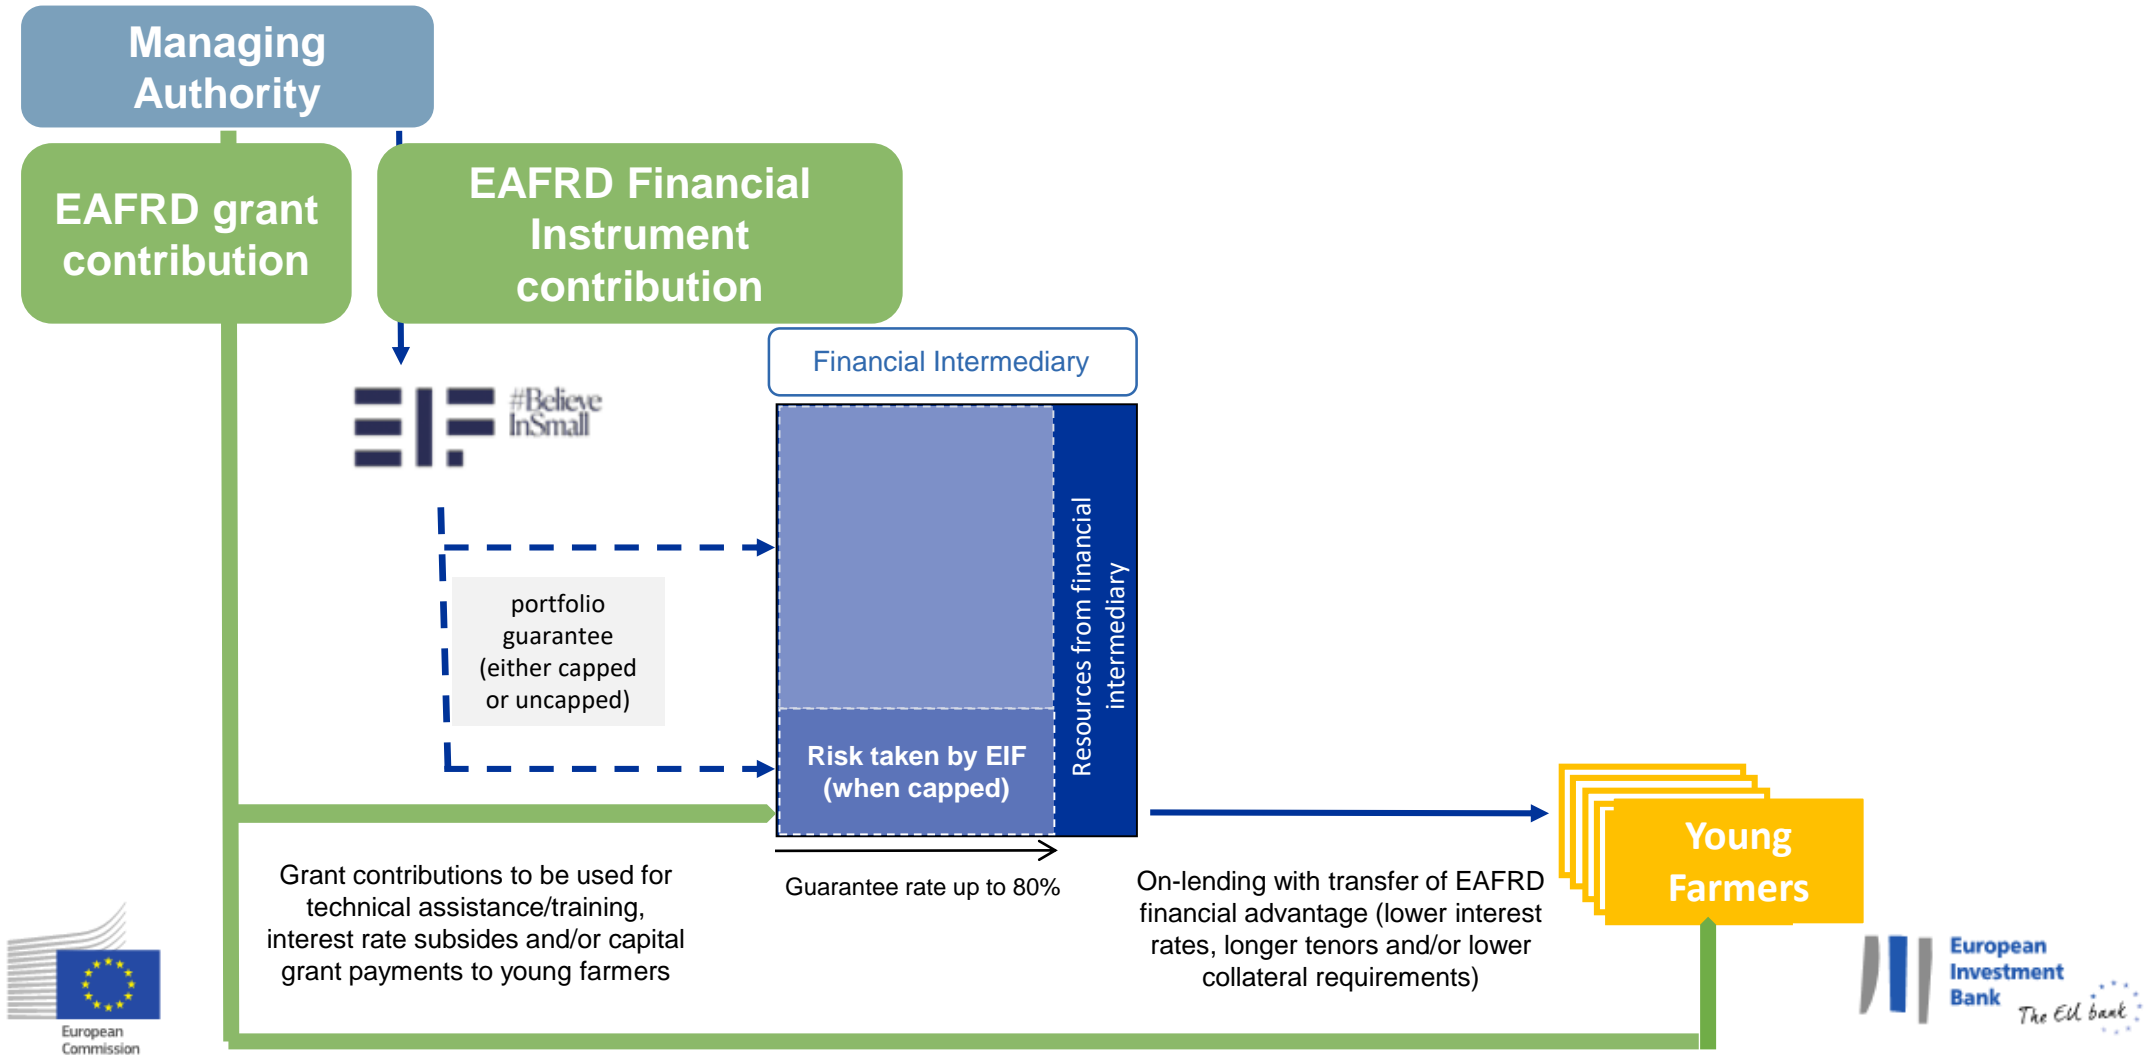 Managing
Authority
EAFRD grant
contribution
EAFRD Financial
Instrument
contribution
Financial Intermediary
EIF
#Believe
InSmall
portfolio
guarantee
(either capped
or uncapped)
Resources from financial
intermediary
Risk taken by EIF
(when capped)
Guarantee rate up to 80%
Grant contributions to be used for
technical assistance/training,
interest rate subsides and/or capital
grant payments to young farmers
On-lending with transfer of EAFRD
financial advantage (lower interest
rates, longer tenors and/or lower
collateral requirements)
Young
Farmers
European
Commission
European
Investment
Bank
The EU bank